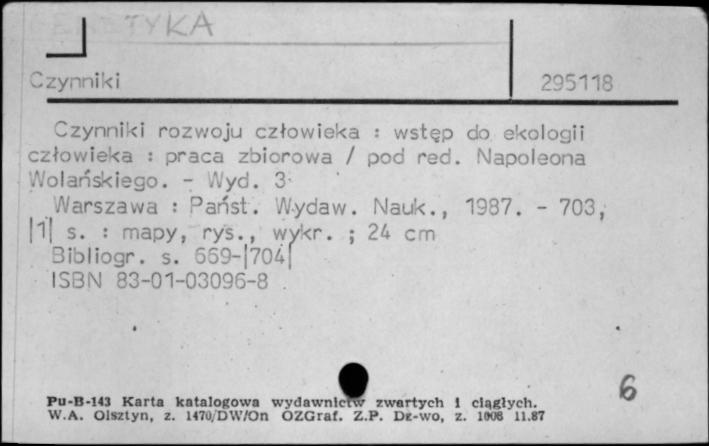 GENETYKA
Czynniki 295118
Czynniki rozwoju człowieka : wstęp do ekologii
człowieka : praca zbiorowa / pod red. Napoleona
Wolańskiego. - Wyd. 3
Warszawa : Państ. Wydaw. Nauk., 1987. - 703,
|1| s. : mapy, rys., wykr. ; 24 cm
Bibliogr. s. 669-|704|
ISBN 83-01-03096-8
6
Pu-B-143 Karta katalogowa wydawnictw zwartych i ciągłych.
W.A. Olsztyn, z. 1470/DW/On OZGraf. Z.P. Dz-wo, z. 1008 11.87